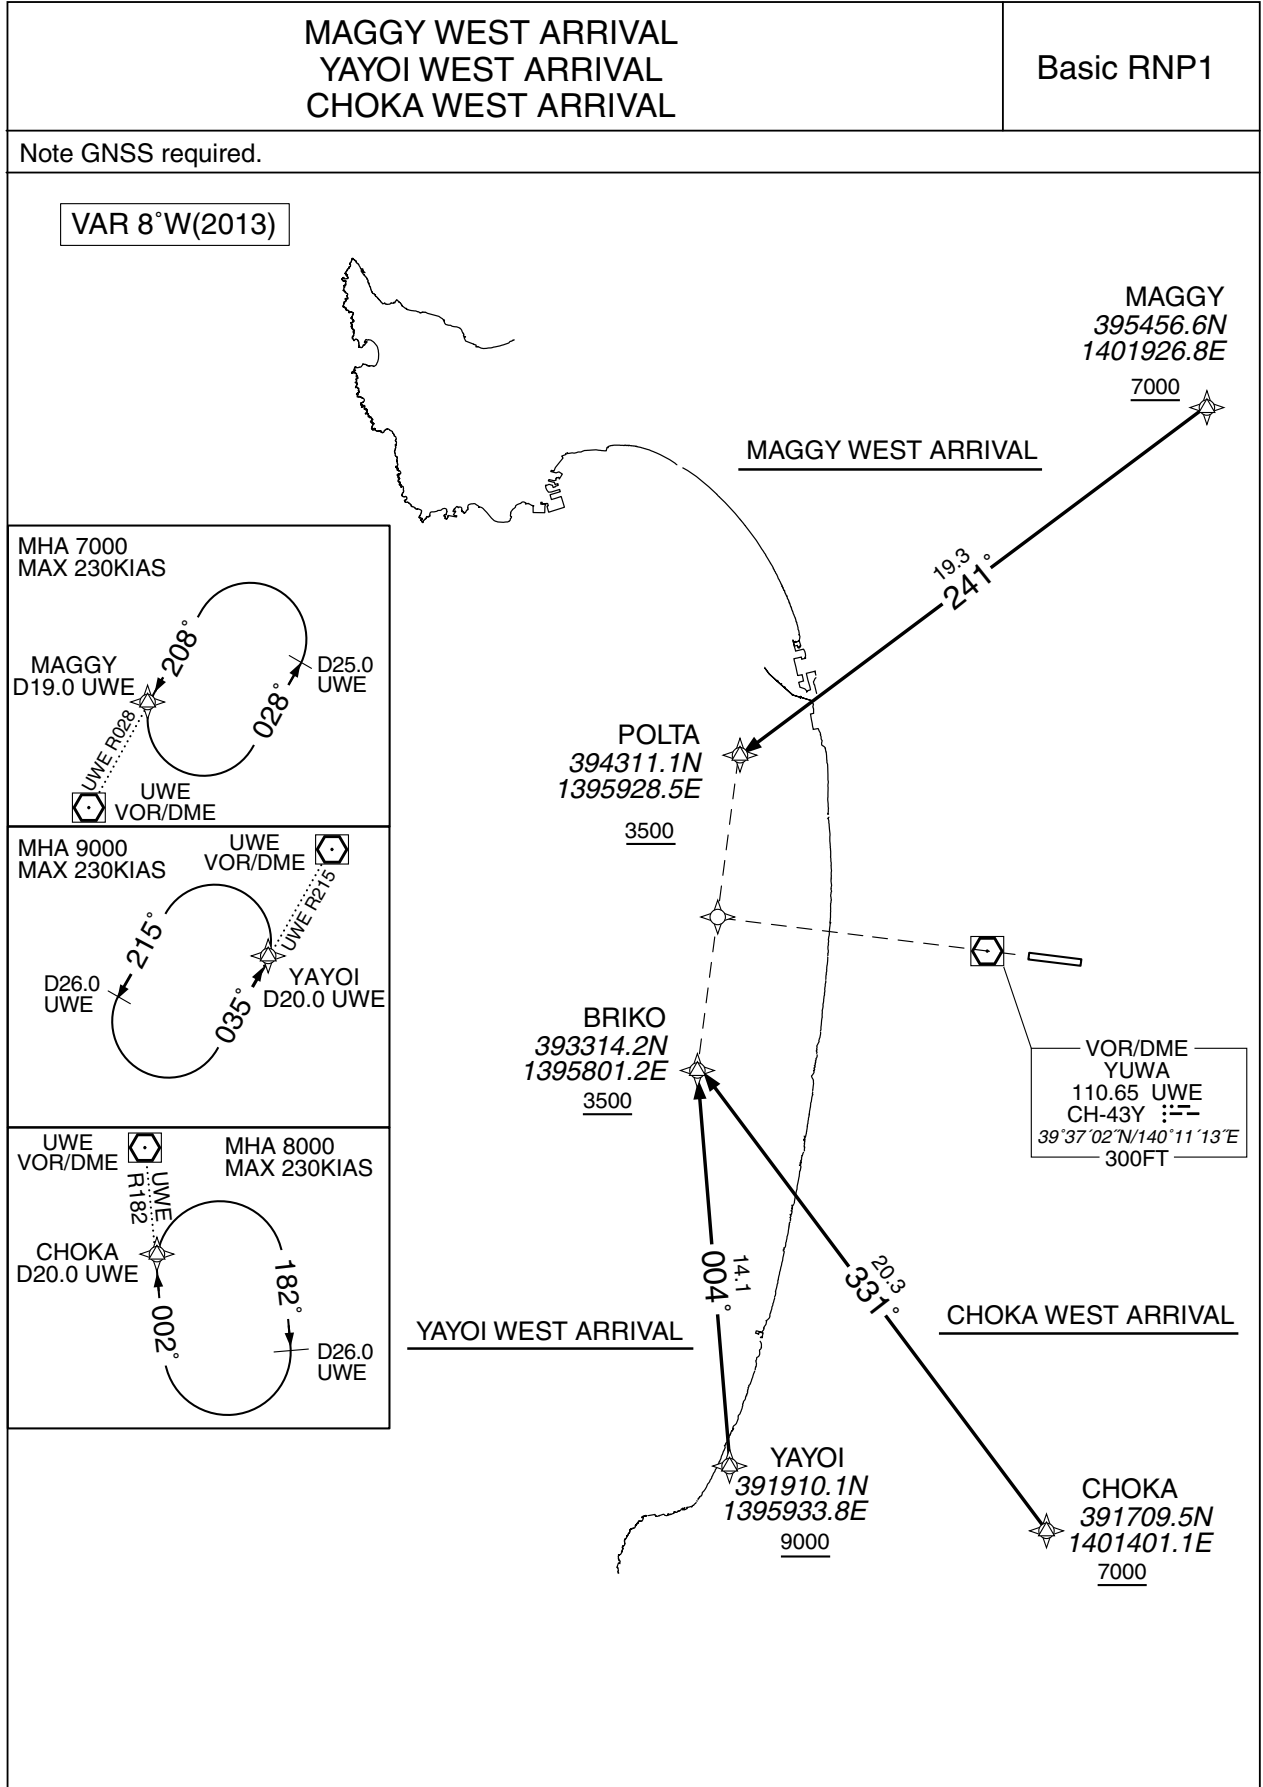 MAGGY WEST ARRIVAL
YAYOI WEST ARRIVAL
CHOKA WEST ARRIVAL
Basic RNP1
Note GNSS required.
VAR 8°W(2013)
MAGGY
395456.6N
1401926.8E
7000
MAGGY WEST ARRIVAL
19.3
241°
MHA 7000
MAX 230KIAS
208°
MAGGY
D19.0 UWE
D25.0
UWE
028°
UWE R028
UWE
VOR/DME
POLTA
394311.1N
1395928.5E
3500
MHA 9000
MAX 230KIAS
UWE
VOR/DME
UWE R215
215°
D26.0
UWE
YAYOI
D20.0 UWE
035°
BRIKO
393314.2N
1395801.2E
3500
VOR/DME
YUWA
110.65 UWE
CH-43Y
39°37´02˝N/140°11´13˝E
300FT
UWE
VOR/DME
MHA 8000
MAX 230KIAS
UWE
R182
CHOKA
D20.0 UWE
182°
002°
D26.0
UWE
14.1
004°
20.3
331°
YAYOI WEST ARRIVAL
CHOKA WEST ARRIVAL
YAYOI
391910.1N
1395933.8E
9000
CHOKA
391709.5N
1401401.1E
7000